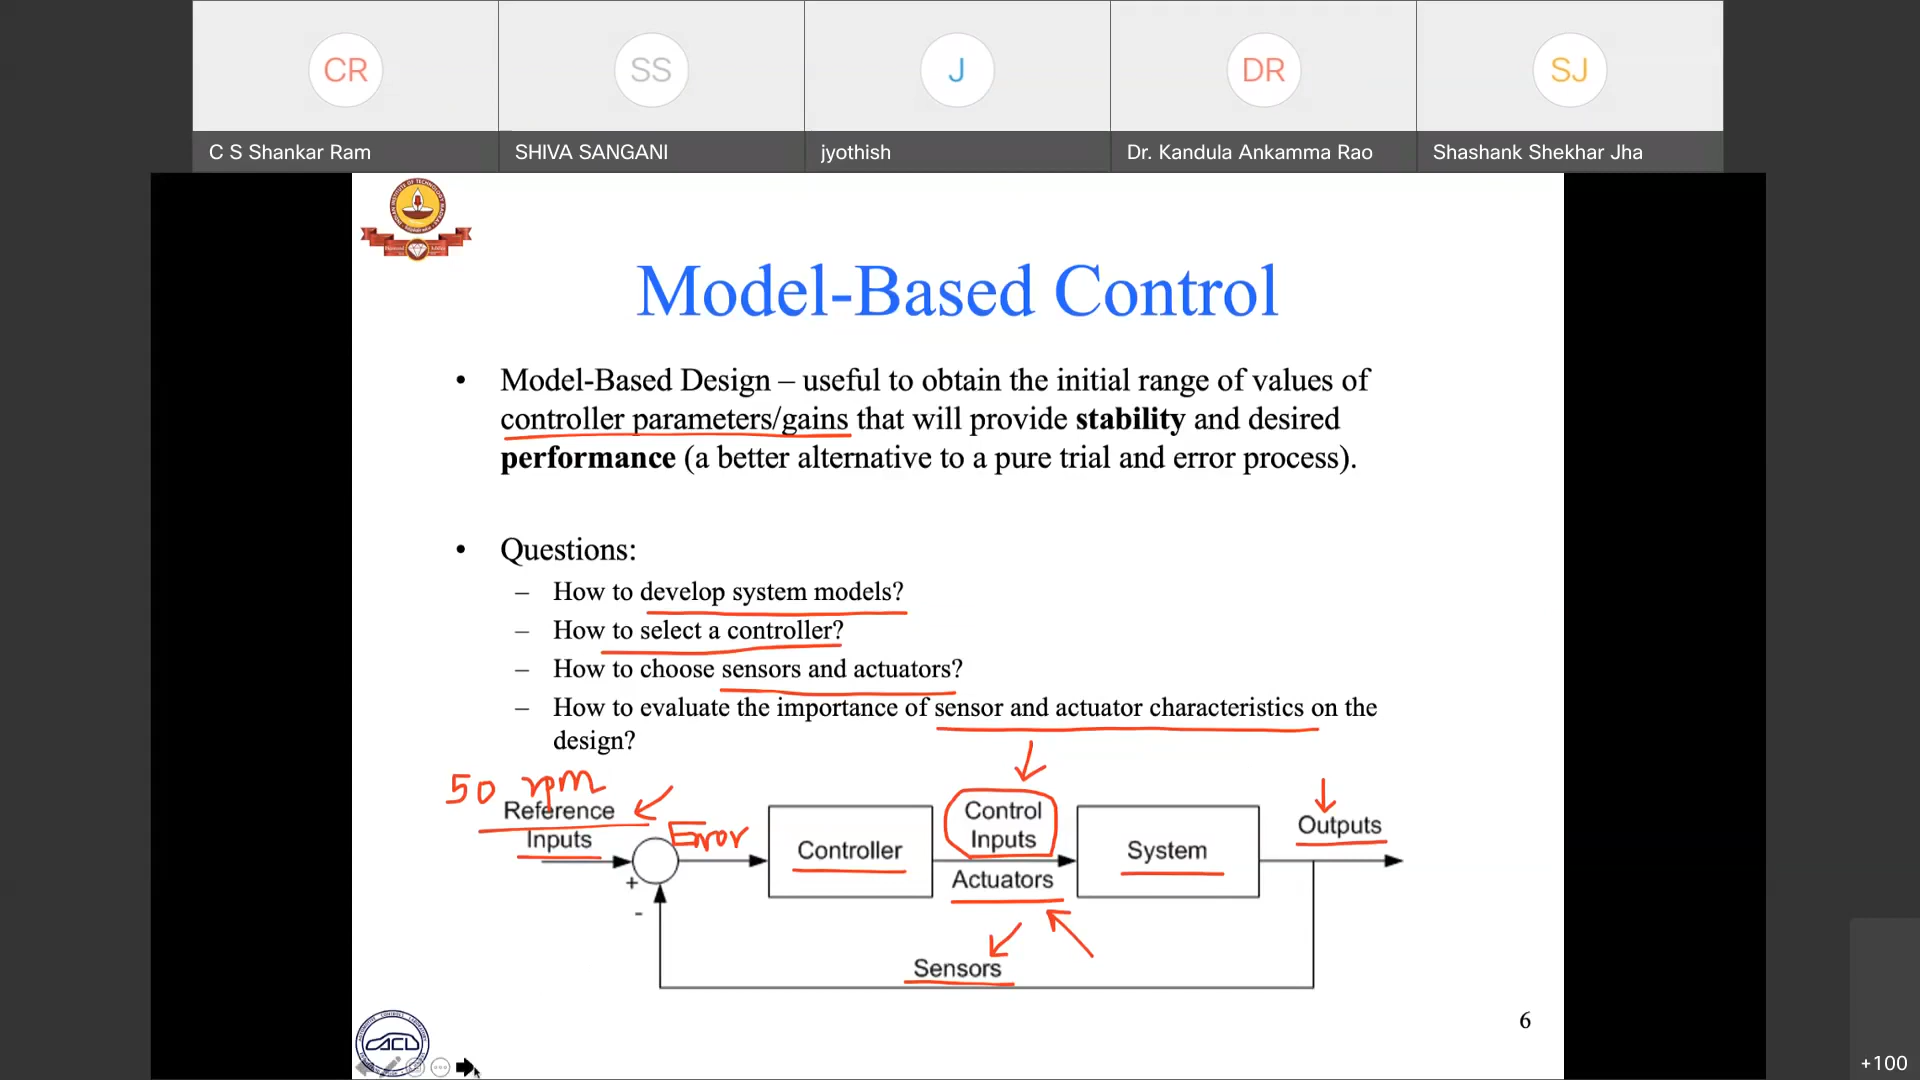 CR
SS
J
DR
SJ
C S Shankar Ram
SHIVA SANGANI
jyothish
Dr. Kandula Ankamma Rao
Shashank Shekhar Jha
Model-Based Control
• Model-Based Design – useful to obtain the initial range of values of
controller parameters/gains that will provide stability and desired
performance (a better alternative to a pure trial and error process).
• Questions:
– How to develop system models?
– How to select a controller?
– How to choose sensors and actuators?
– How to evaluate the importance of sensor and actuator characteristics on the
design?
50 rpm
Reference
Inputs
+
-
Error
Controller
Control
Inputs
Actuators
System
Outputs
Sensors
ACL
6
+100